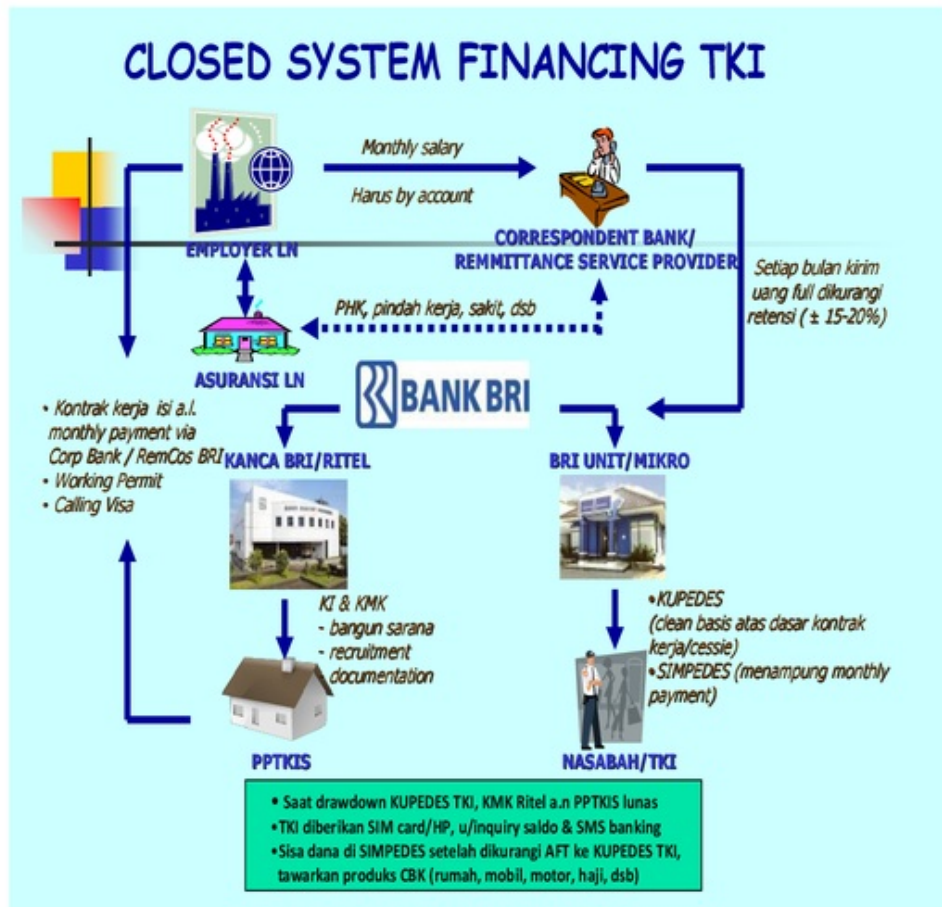 CLOSED SYSTEM FINANCING TKI
Monthly salary
Harus by account
EMPLOYER LN
CORRESPONDENT BANK/
REMMITTANCE SERVICE PROVIDER
Setiap bulan kirim
uang full dikurangi
retensi ( ± 15-20%)
PHK, pindah kerja, sakit, dsb
ASURANSI LN
BANK BRI
• Kontrak kerja isi a.l.
monthly payment via
Corp Bank / RemCos BRI
• Working Permit
• Calling Visa
KANCA BRI/RITEL
BRI UNIT/MIKRO
KI & KMK
- bangun sarana
- recruitment
documentation
•KUPEDES
(clean basis atas dasar kontrak
kerja/cessie)
•SIMPEDES (menampung monthly
payment)
PPTKIS
NASABAH/TKI
• Saat drawdown KUPEDES TKI, KMK Ritel a.n PPTKIS lunas
•TKI diberikan SIM card/HP, u/inquiry saldo & SMS banking
•Sisa dana di SIMPEDES setelah dikurangi AFT ke KUPEDES TKI,
tawarkan produks CBK (rumah, mobil, motor, haji, dsb)